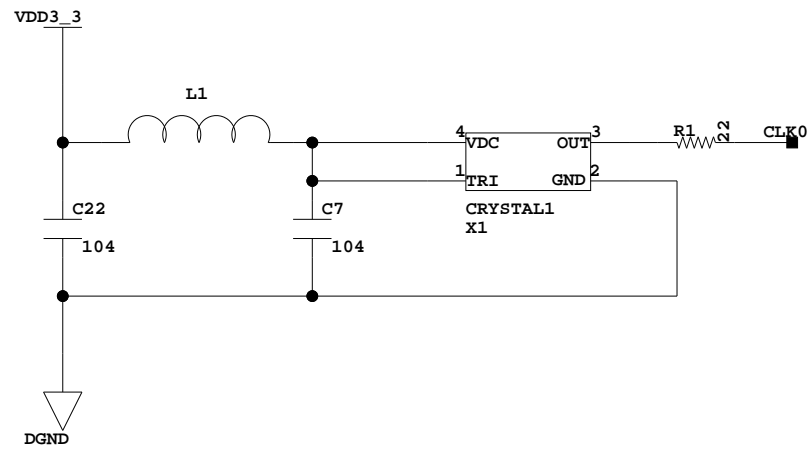 VDD3_3
L1
4
VDC
OUT
3
R1
22
CLK0
1
TRI
GND
2
C22
104
C7
104
CRYSTAL1
X1
DGND